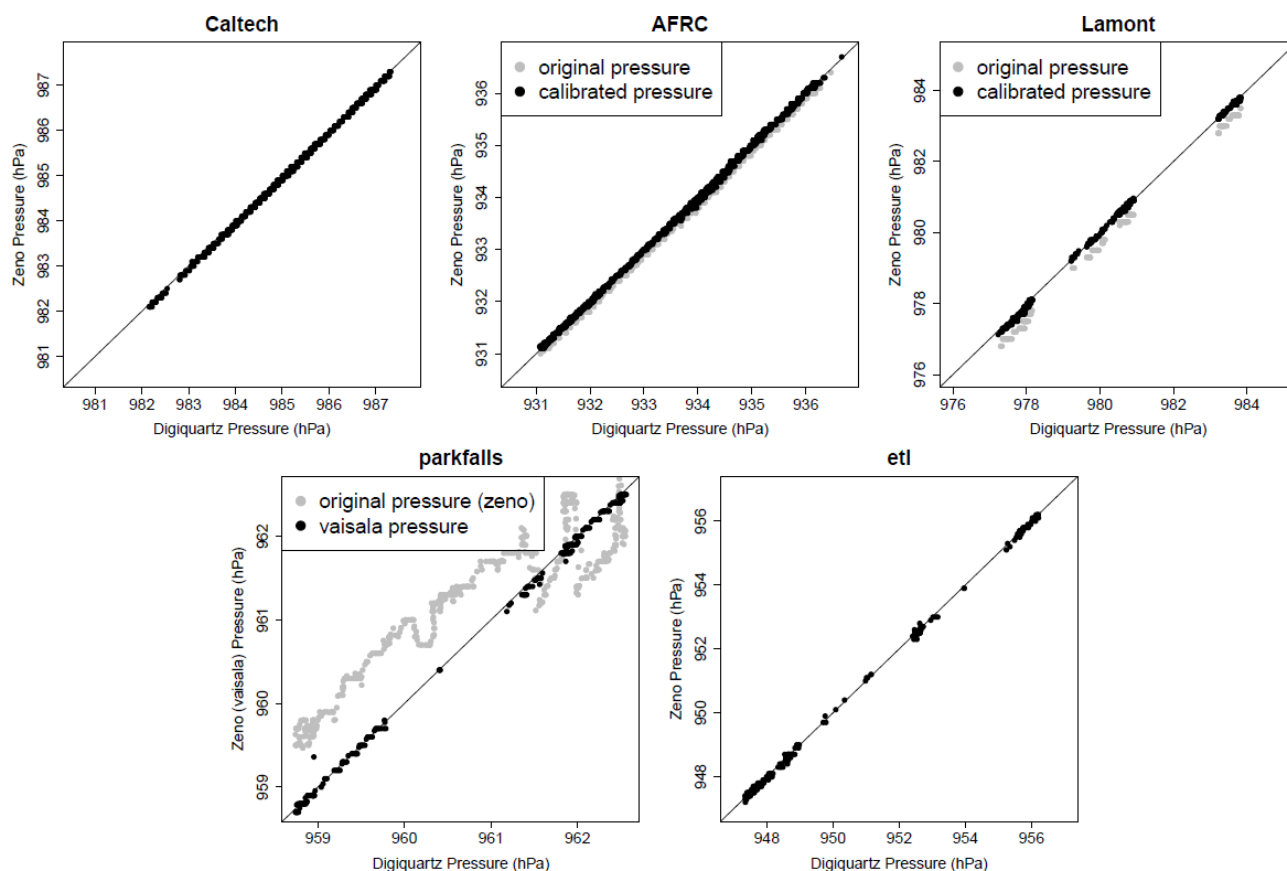 Caltech
Zeno Pressure (hPa)
981 982 983 984 985 986 987
981 982 983 984 985 986 987
Digiquartz Pressure (hPa)
AFRC
original pressure
calibrated pressure
Zeno Pressure (hPa)
931 932 933 934 935 936
931 932 933 934 935 936
Digiquartz Pressure (hPa)
Lamont
original pressure
calibrated pressure
Zeno Pressure (hPa)
976 978 980 982 984
976 978 980 982 984
Digiquartz Pressure (hPa)
parkfalls
original pressure (zeno)
vaisala pressure
Zeno (vaisala) Pressure (hPa)
959 960 961 962
959 960 961 962
Digiquartz Pressure (hPa)
etl
Zeno Pressure (hPa)
948 950 952 954 956
948 950 952 954 956
Digiquartz Pressure (hPa)